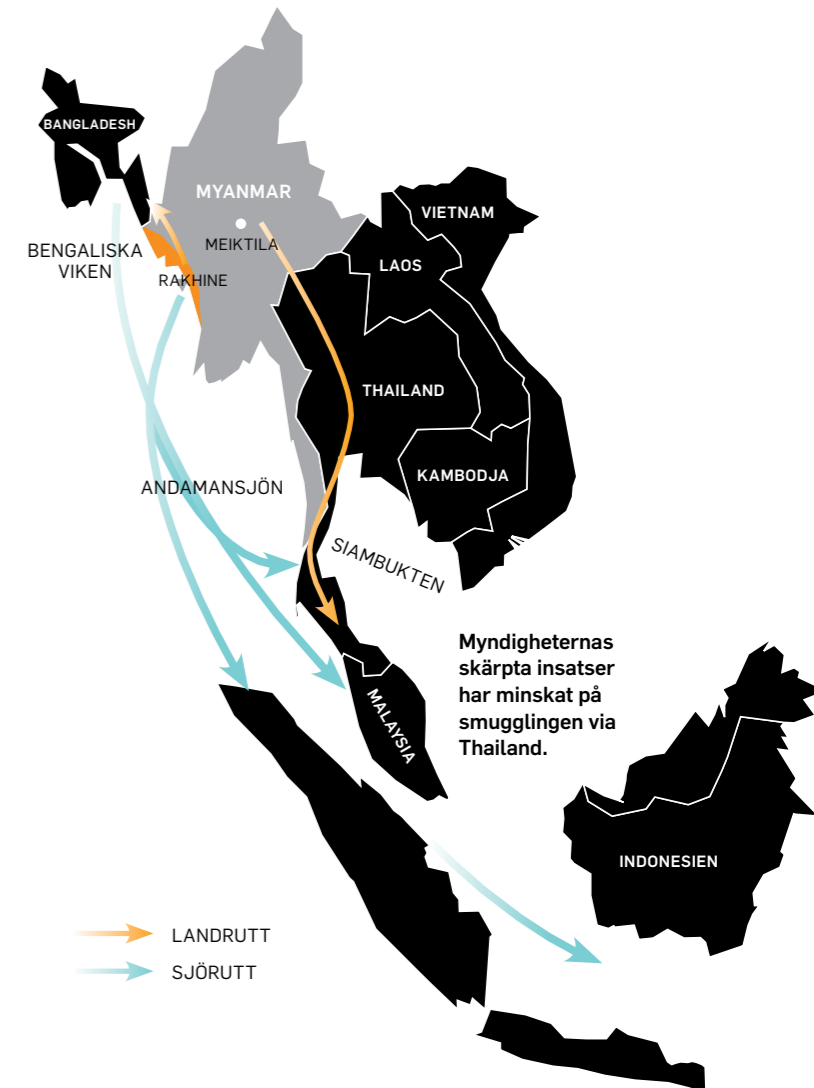 BANGLADESH
MYANMAR
VIETNAM
MEIKTILA
BENGALISKA
VIKEN
LAOS
RAKHINE
THAILAND
KAMBODJA
ANDAMANSJÖN
SIAMBUKTEN
Myndigheternas
skärpta insatser
har minskat på
smugglingen via
Thailand.
MALAYSIA
INDONESIEN
LANDRUTT
SJÖRUTT